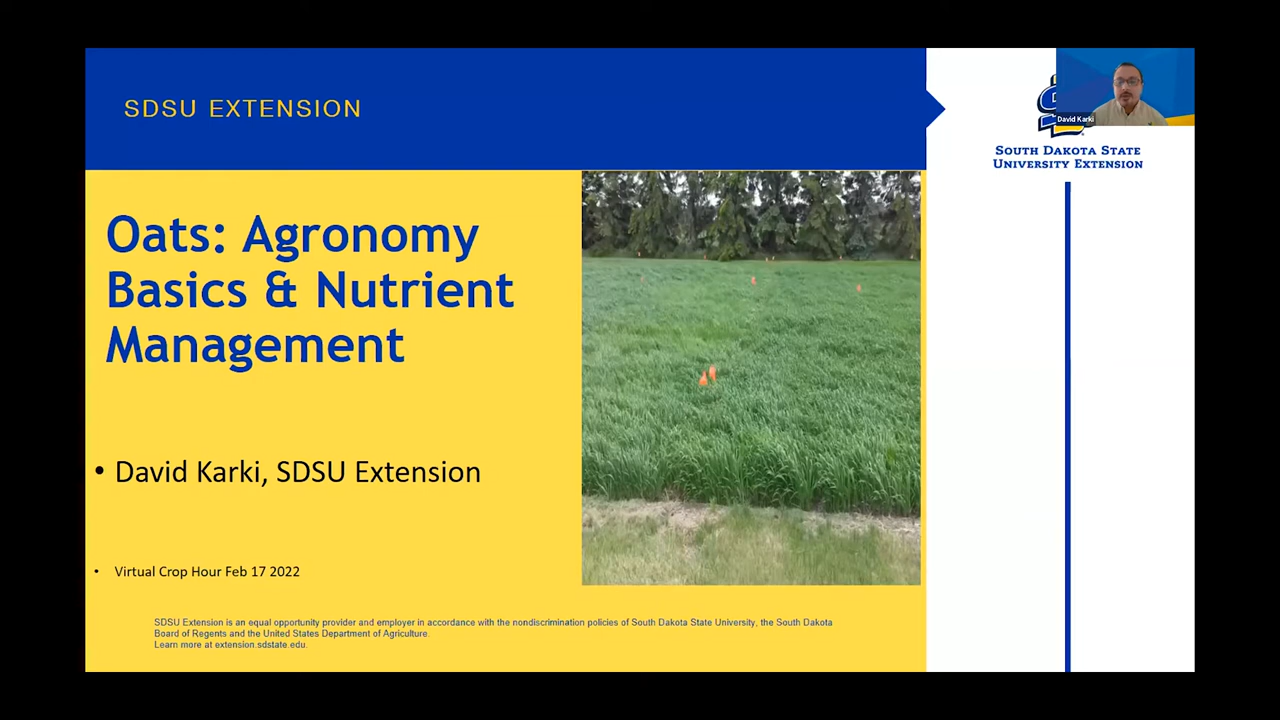 SDSU EXTENSION
David Karki
SOUTH DAKOTA STATE
UNIVERSITY EXTENSION
Oats: Agronomy
Basics & Nutrient
Management
• David Karki, SDSU Extension
• Virtual Crop Hour Feb 17 2022
SDSU Extension is an equal opportunity provider and employer in accordance with the nondiscrimination policies of South Dakota State University, the South Dakota
Board of Regents and the United States Department of Agriculture.
Learn more at extension.sdstate.edu.